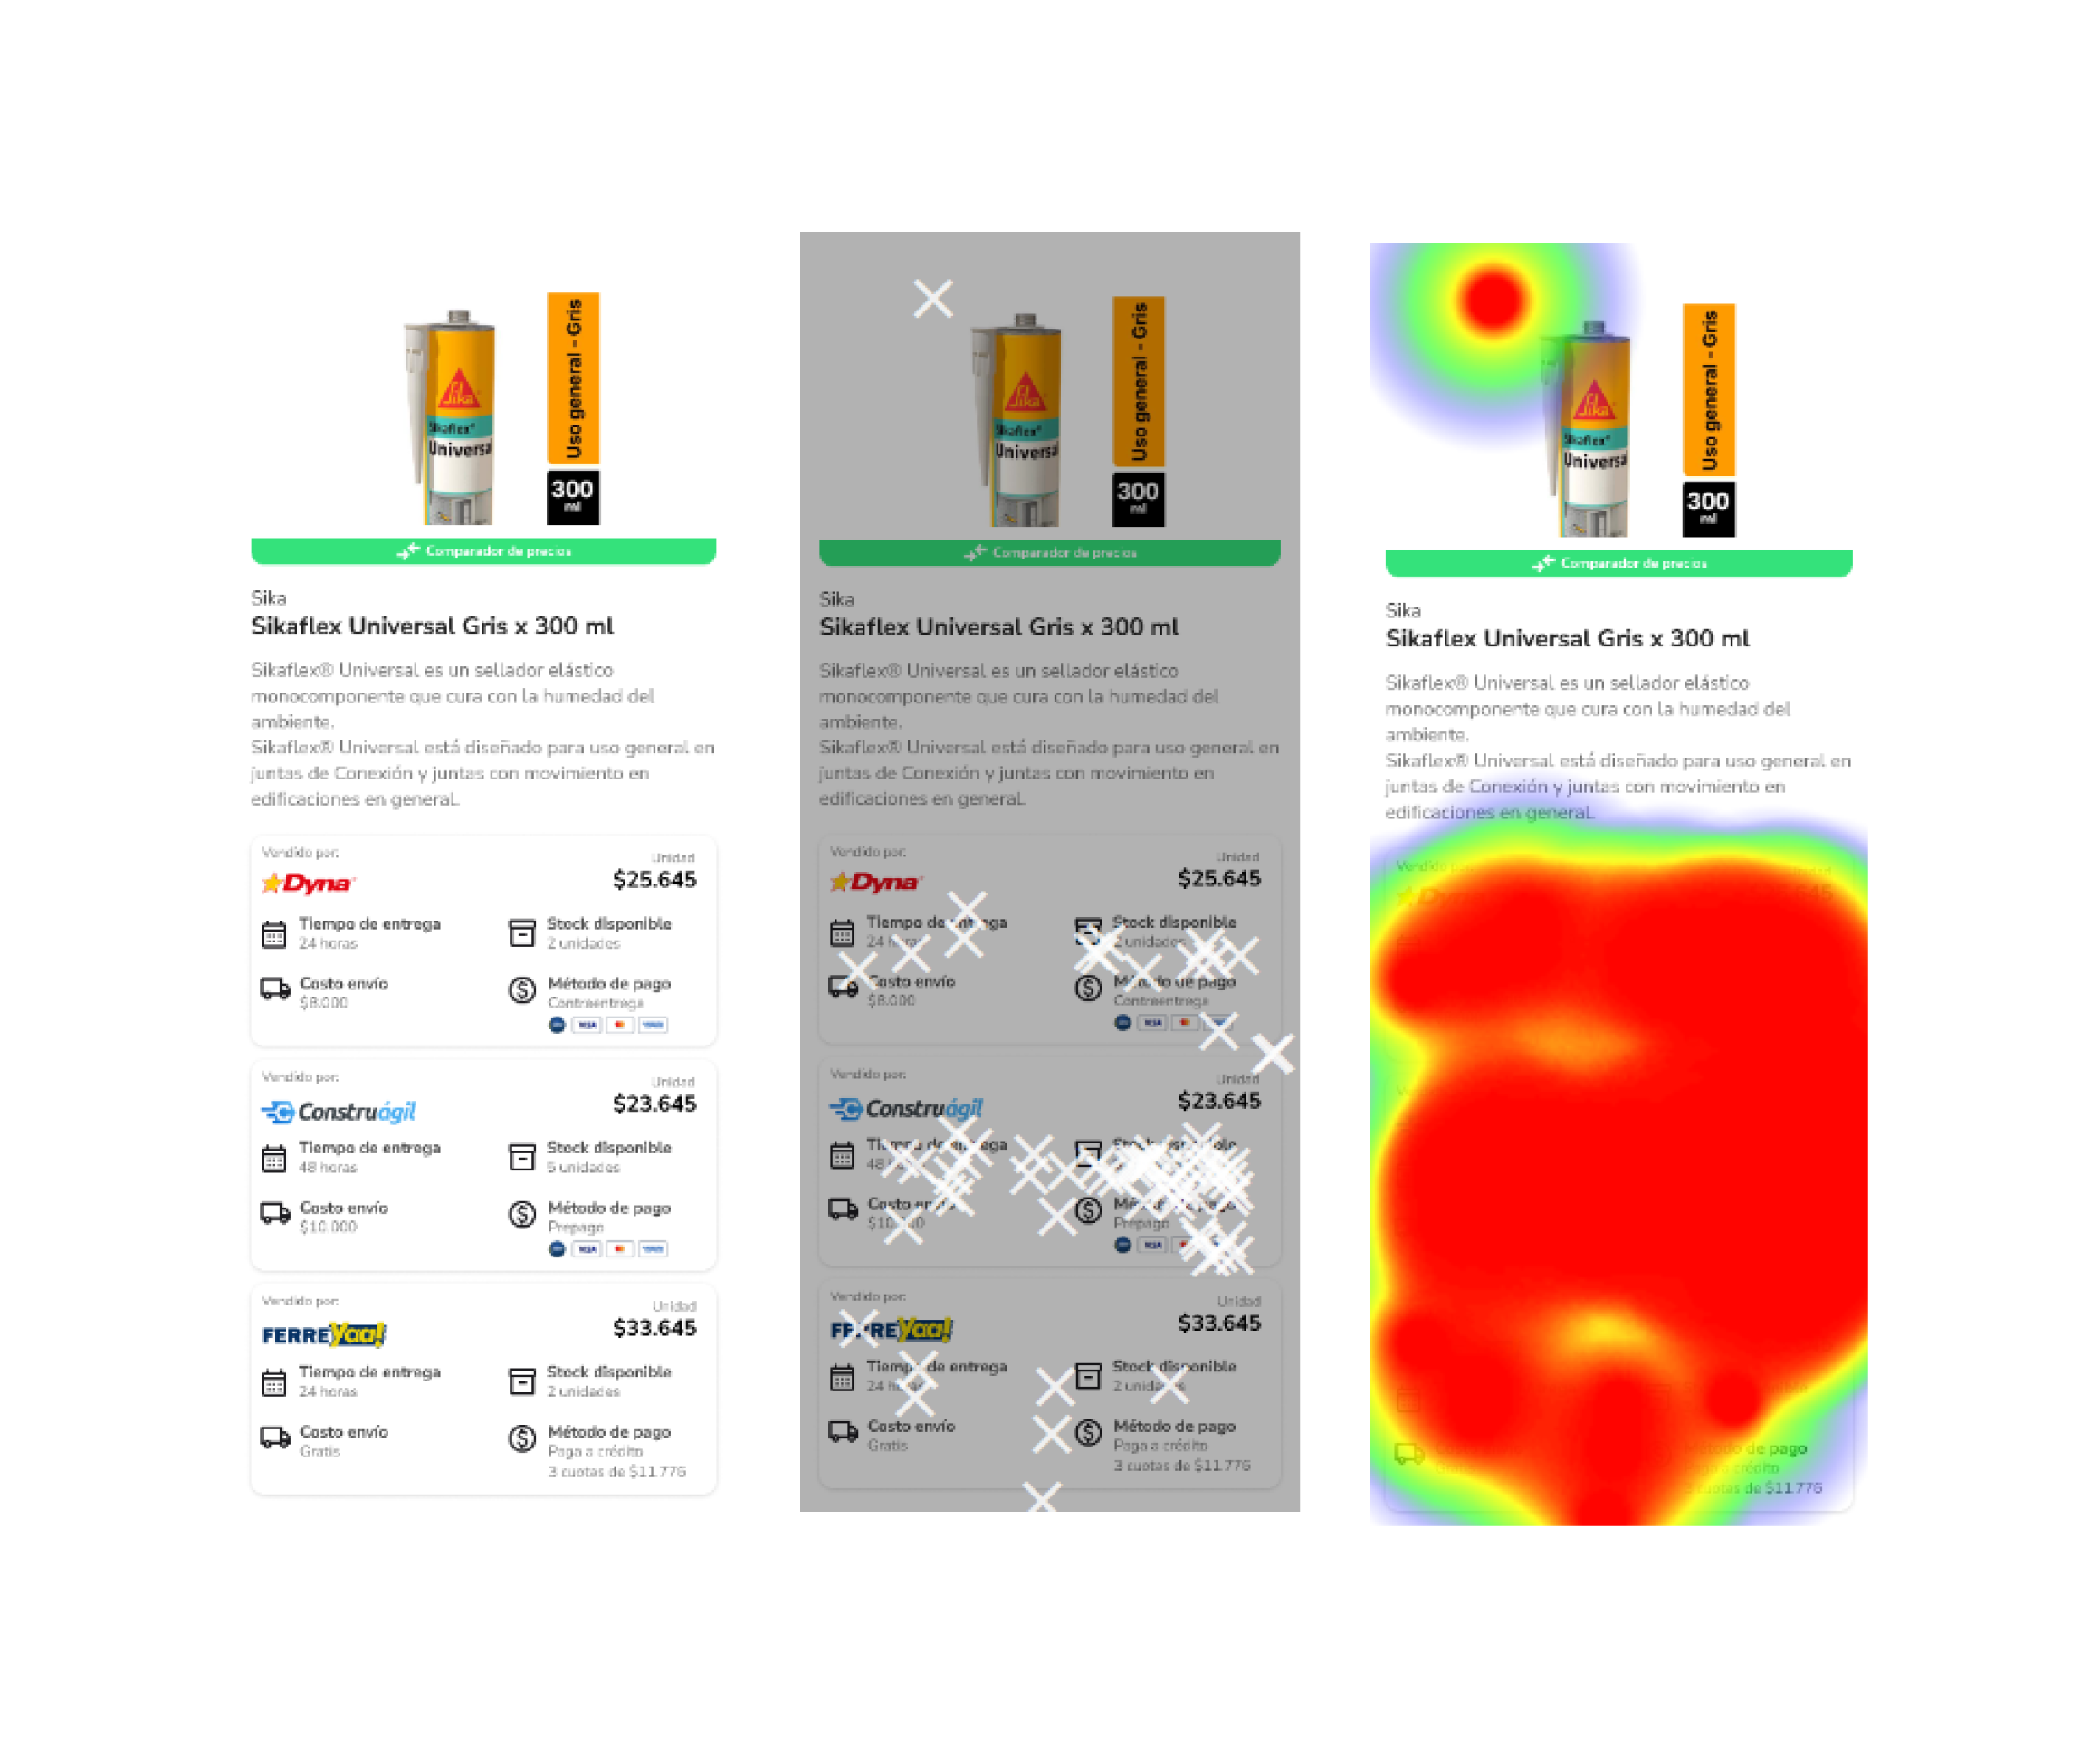 Sika
Sikaflex®
Universal
Uso general - Gris
300
ml
Comparador de precios
Sika
Sikaflex Universal Gris x 300 ml
Sikaflex® Universal es un sellador elástico
monocomponente que cura con la humedad del
ambiente.
Sikaflex® Universal está diseñado para uso general en
juntas de Conexión y juntas con movimiento en
edificaciones en general.
Vendido por:
Dyna
Unidad
$25.645
Tiempo de entrega
24 horas
Stock disponible
2 unidades
Costo envío
$8.000
Método de pago
Contraentrega
VISA
Vendido por:
Construágil
Unidad
$23.645
Tiempo de entrega
48 horas
Stock disponible
5 unidades
Costo envío
$10.000
Método de pago
Prepago
VISA
Vendido por:
FERREYaa!
Unidad
$33.645
Tiempo de entrega
24 horas
Stock disponible
2 unidades
Costo envío
Gratis
Método de pago
Paga a crédito
3 cuotas de $11.776
Sika
Sikaflex®
Universal
Uso general - Gris
300
ml
Comparador de precios
Sika
Sikaflex Universal Gris x 300 ml
Sikaflex® Universal es un sellador elástico
monocomponente que cura con la humedad del
ambiente.
Sikaflex® Universal está diseñado para uso general en
juntas de Conexión y juntas con movimiento en
edificaciones en general.
Vendido por:
Dyna
Unidad
$25.645
Tiempo de entrega
24 horas
Stock disponible
2 unidades
Costo envío
$8.000
Método de pago
Contraentrega
VISA
Vendido por:
Construágil
Unidad
$23.645
Tiempo de entrega
48
Stock disponible
Costo envío
$10.000
Método de pago
Prepago
VISA
Vendido por:
FERREYaa!
Unidad
$33.645
Tiempo de entrega
24 horas
Stock disponible
2 unidades
Costo envío
Gratis
Método de pago
Paga a crédito
3 cuotas de $11.776
Sika
Sikaflex®
Universal
Uso general - Gris
300
ml
Comparador de precios
Sika
Sikaflex Universal Gris x 300 ml
Sikaflex® Universal es un sellador elástico
monocomponente que cura con la humedad del
ambiente.
Sikaflex® Universal está diseñado para uso general en
juntas de Conexión y juntas con movimiento en
edificaciones en general.
Vendido por:
Dyna
Método de pago
Paga a crédito
3 cuotas de $11.776